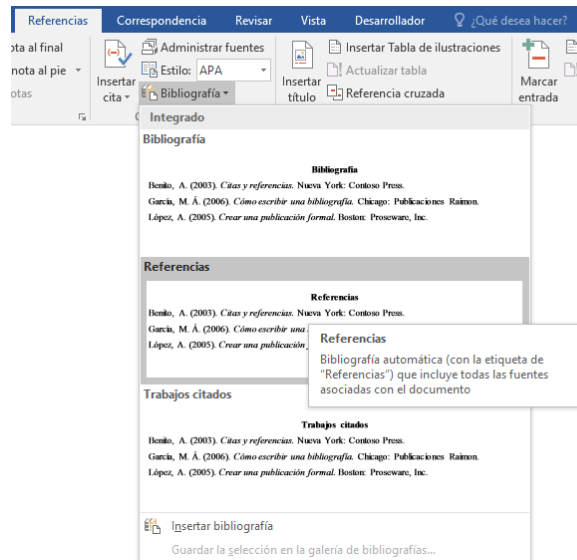 Referencias Correspondencia Revisar Vista Desarrollador ¿Qué desea hacer?
ota al final
nota al pie
otas
Insertar
cita
Administrar fuentes
Estilo: APA
Bibliografía
Insertar
título
Insertar Tabla de ilustraciones
Actualizar tabla
Referencia cruzada
Marcar
entrada
Integrado
Bibliografía
Bibliografía
Benito, A. (2003). Citas y referencias. Nueva York: Contoso Press.
García, M. Á. (2006). Cómo escribir una bibliografía. Chicago: Publicaciones Raimon.
López, A. (2005). Crear una publicación formal. Boston: Proseware, Inc.
Referencias
Referencias
Benito, A. (2003). Citas y referencias. Nueva York: Contoso Press.
García, M. Á. (2006). Cómo escribir una
López, A. (2005). Crear una publicación
Referencias
Bibliografía automática (con la etiqueta de
"Referencias") que incluye todas las fuentes
asociadas con el documento
Trabajos citados
Trabajos citados
Benito, A. (2003). Citas y referencias. Nueva York: Contoso Press.
García, M. Á. (2006). Cómo escribir una bibliografía. Chicago: Publicaciones Raimon.
López, A. (2005). Crear una publicación formal. Boston: Proseware, Inc.
Insertar bibliografía
Guardar la selección en la galería de bibliografías...